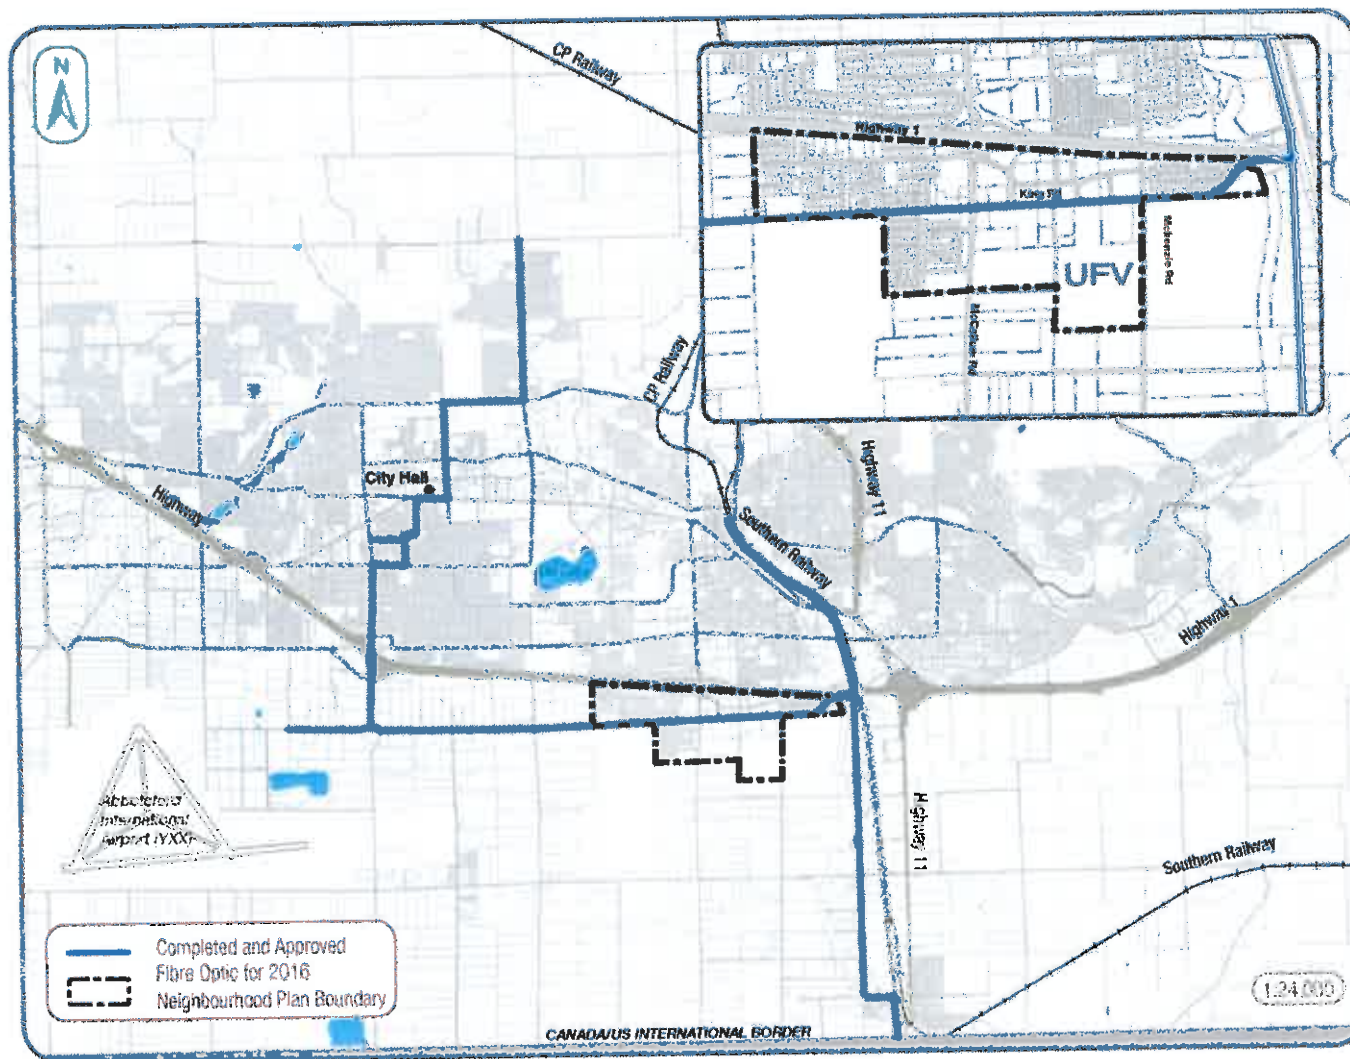 N
CP Railway
Highway 1
King Rd
McKenzie Rd
UFV
McCallum Rd
CP Railway
Highway 11
City Hall
Highway
Southern Railway
Highway 1
Abbotsford
International
Airport (YXX)
Highway 11
Southern Railway
Completed and Approved
Fibre Optic for 2016
Neighbourhood Plan Boundary
1:24,000
CANADA/US INTERNATIONAL BORDER